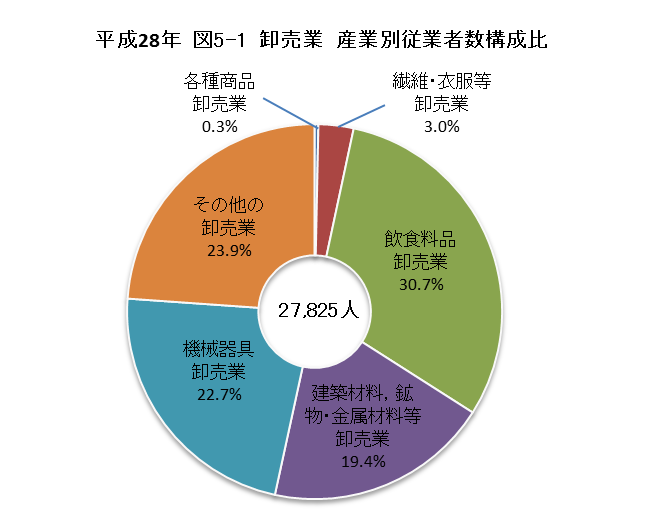 平成28年 図5-1 卸売業 産業別従業者数構成比
各種商品
卸売業
0.3%
繊維・衣服等
卸売業
3.0%
飲食料品
卸売業
30.7%
建築材料，鉱
物・金属材料等
卸売業
19.4%
機械器具
卸売業
22.7%
その他の
卸売業
23.9%
27,825人